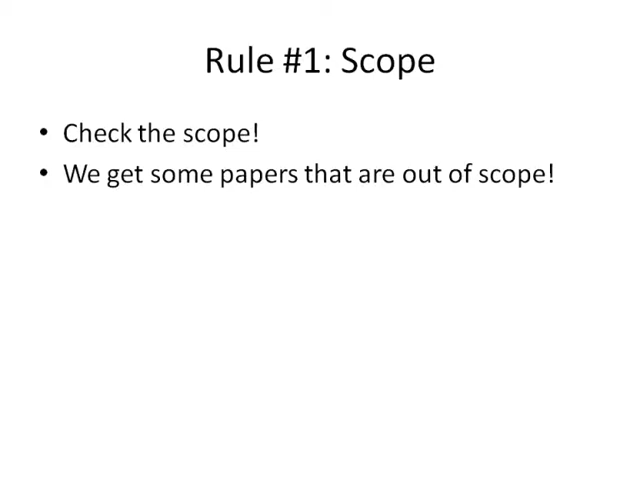 Rule #1: Scope
• Check the scope!
• We get some papers that are out of scope!